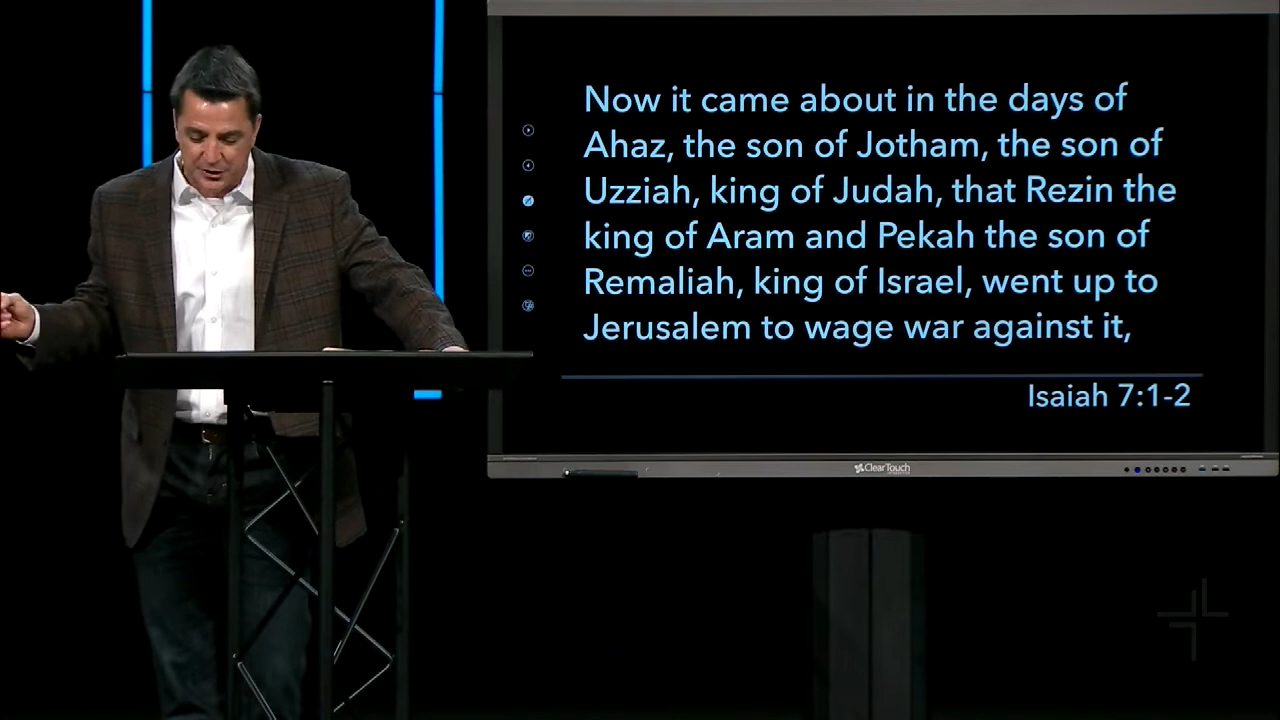 Now it came about in the days of
Ahaz, the son of Jotham, the son of
Uzziah, king of Judah, that Rezin the
king of Aram and Pekah the son of
Remaliah, king of Israel, went up to
Jerusalem to wage war against it,
Isaiah 7:1-2
ClearTouch